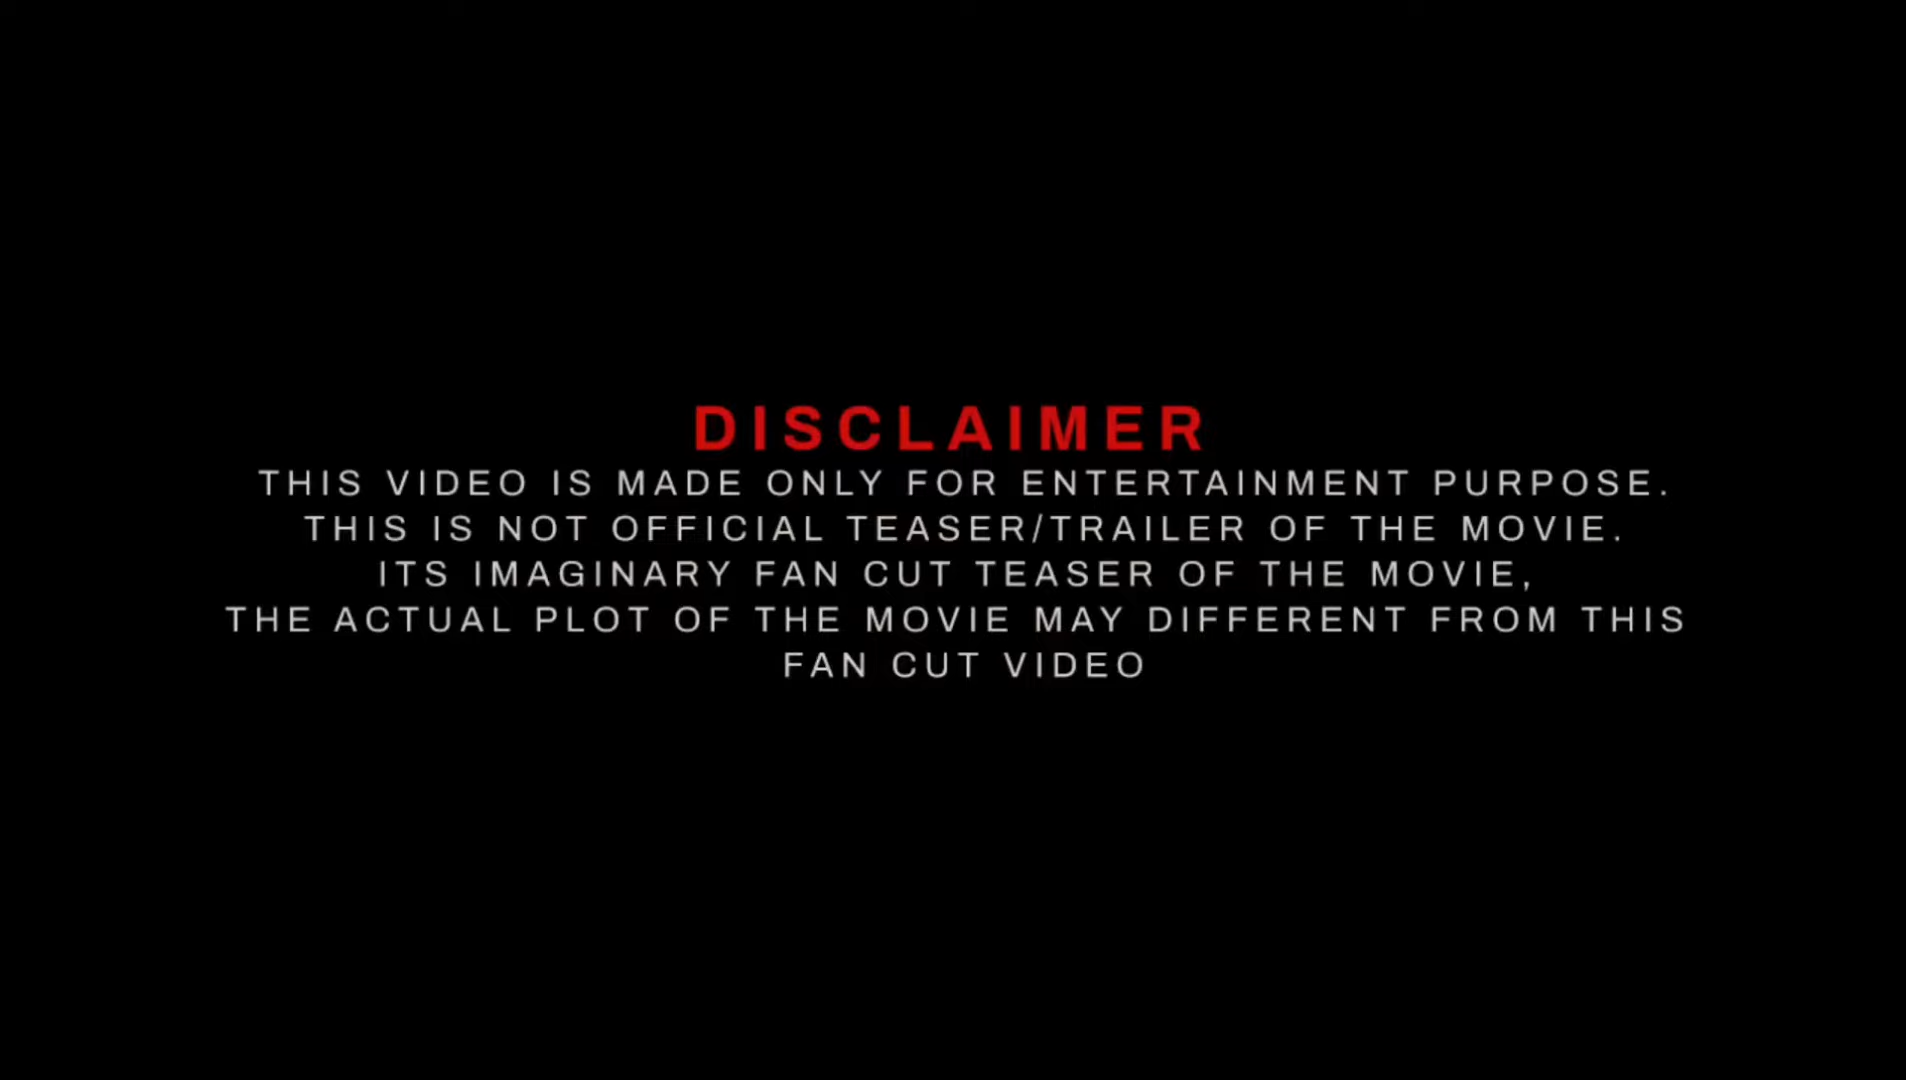 DISCLAIMER
THIS VIDEO IS MADE ONLY FOR ENTERTAINMENT PURPOSE.
THIS IS NOT OFFICIAL TEASER/TRAILER OF THE MOVIE.
ITS IMAGINARY FAN CUT TEASER OF THE MOVIE,
THE ACTUAL PLOT OF THE MOVIE MAY DIFFERENT FROM THIS
FAN CUT VIDEO